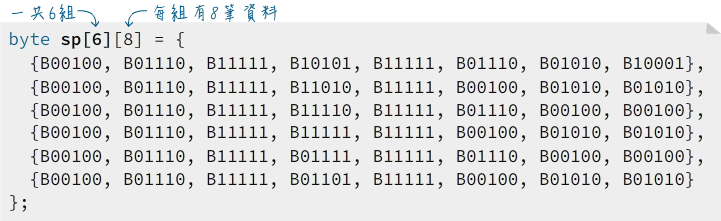 一共6組 每組有8筆資料
byte sp[6][8] = {
{B00100, B01110, B11111, B10101, B11111, B01110, B01010, B10001},
{B00100, B01110, B11111, B11010, B11111, B00100, B01010, B01010},
{B00100, B01110, B11111, B11110, B11111, B01110, B00100, B00100},
{B00100, B01110, B11111, B11111, B11111, B00100, B01010, B01010},
{B00100, B01110, B11111, B01111, B11111, B01110, B00100, B00100},
{B00100, B01110, B11111, B01101, B11111, B00100, B01010, B01010}
};